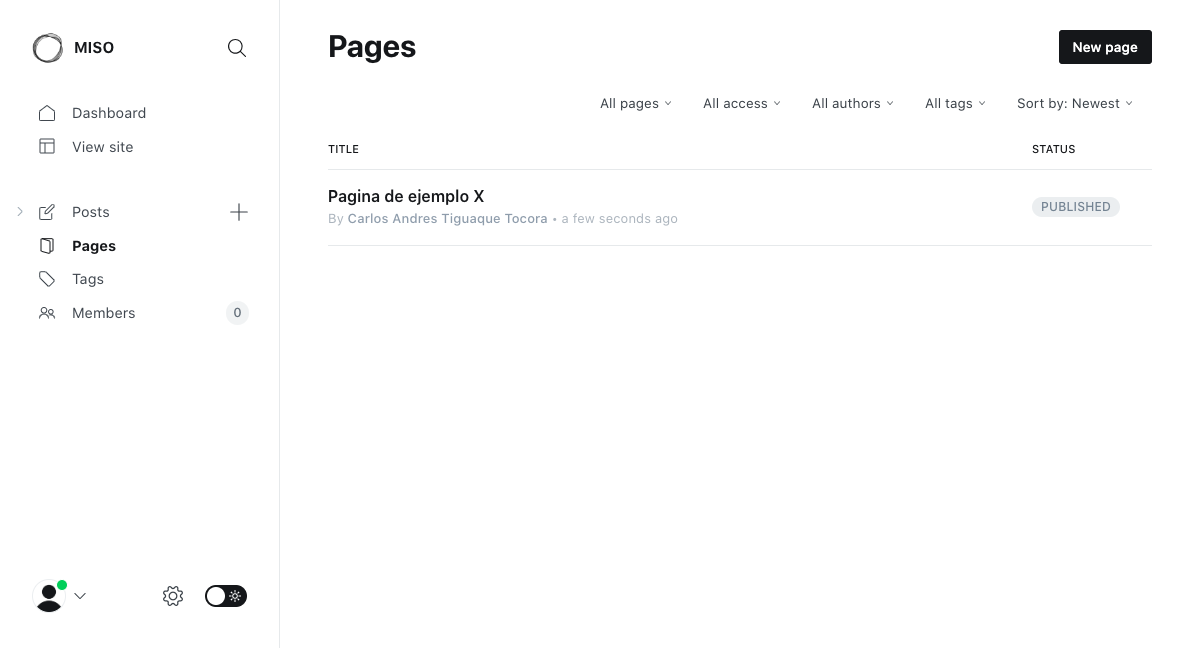 MISO
Dashboard
View site
Posts
Pages
Tags
Members 0
Pages
New page
All pages All access All authors All tags Sort by: Newest
TITLE STATUS
Pagina de ejemplo X
By Carlos Andres Tiguaque Tocora • a few seconds ago
PUBLISHED